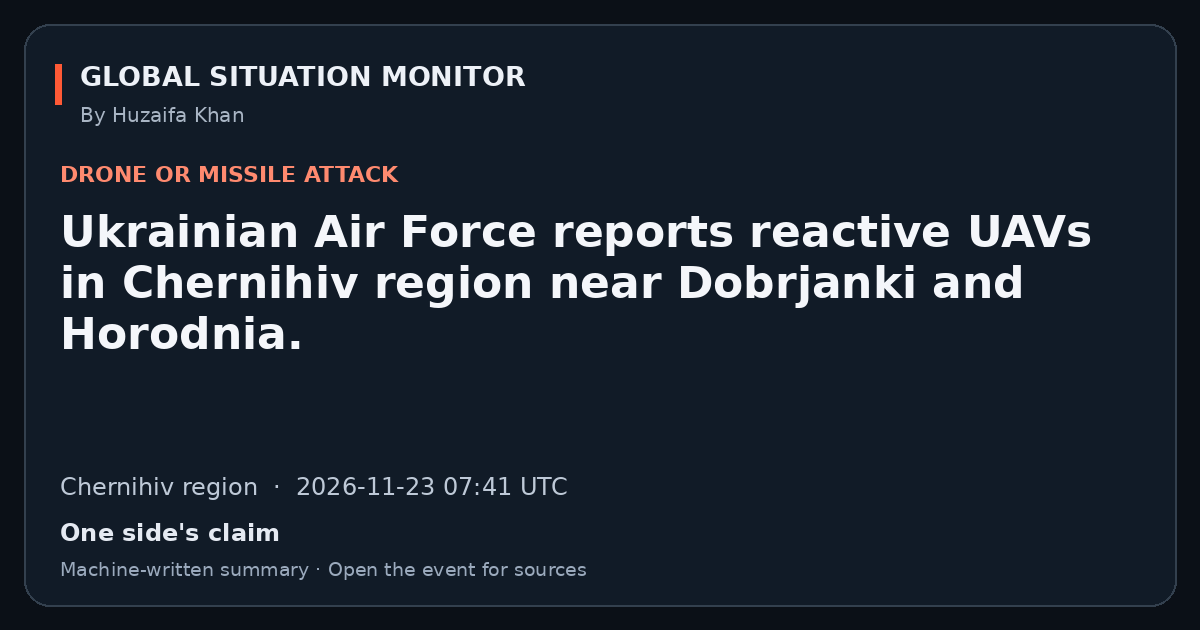 GLOBAL SITUATION MONITOR
By Huzaifa Khan
DRONE OR MISSILE ATTACK
Ukrainian Air Force reports reactive UAVs
in Chernihiv region near Dobrjanki and
Horodnia.
Chernihiv region · 2026-11-23 07:41 UTC
One side's claim
Machine-written summary · Open the event for sources